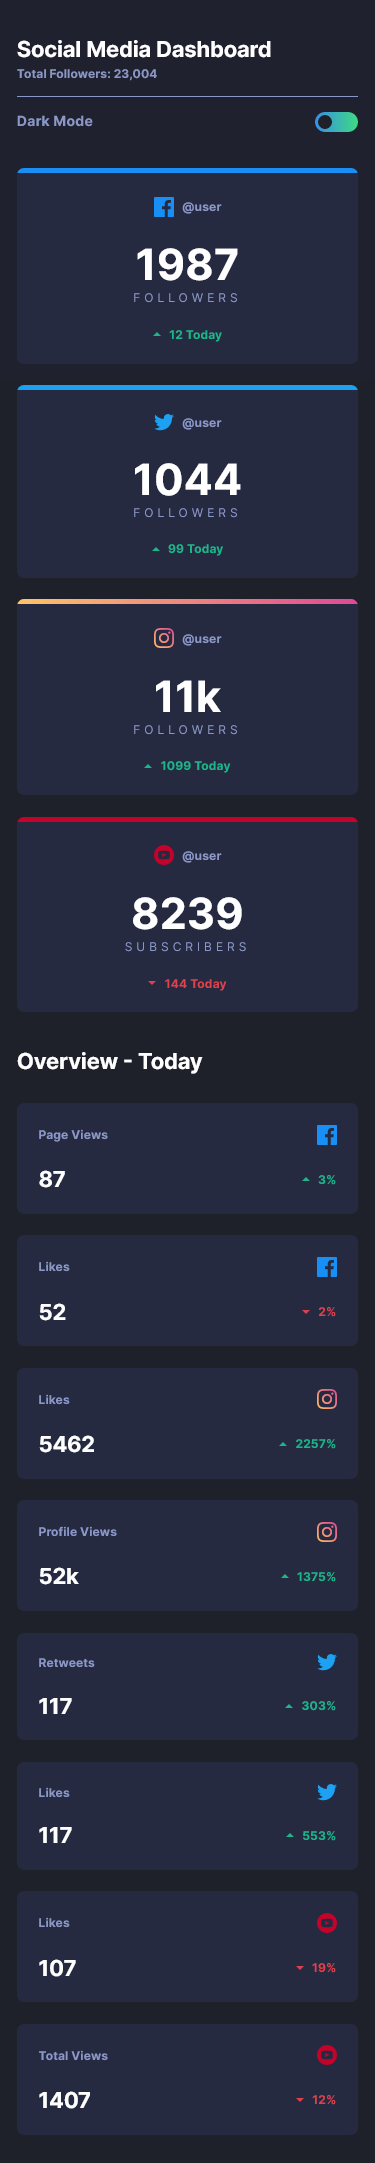 Social Media Dashboard
Total Followers: 23,004
Dark Mode
@user
1987
FOLLOWERS
12 Today
@user
1044
FOLLOWERS
99 Today
@user
11k
FOLLOWERS
1099 Today
@user
8239
SUBSCRIBERS
144 Today
Overview - Today
Page Views
87
3%
Likes
52
2%
Likes
5462
2257%
Profile Views
52k
1375%
Retweets
117
303%
Likes
117
553%
Likes
107
19%
Total Views
1407
12%